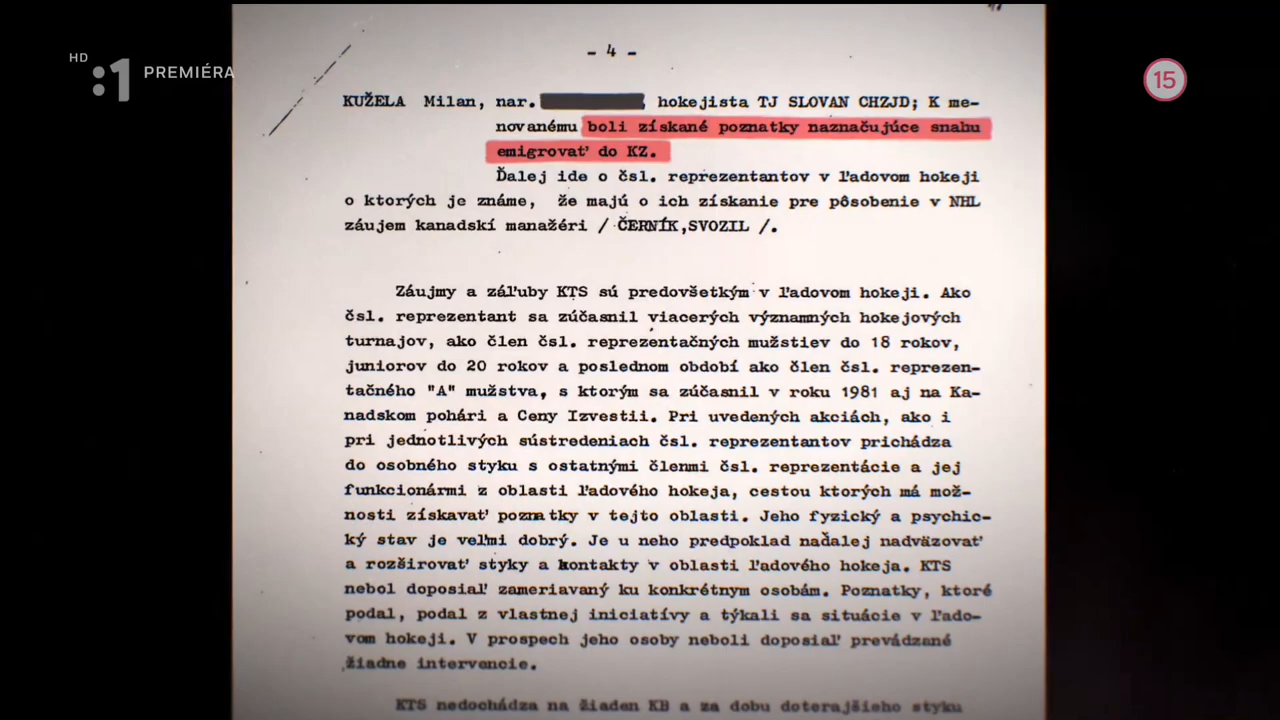 HD
:1 PREMIÉRA
15
- 4 -
KUŽELA Milan, nar. , hokejista TJ SLOVAN CHZJD; K me-
novanému boli získané poznatky naznačujúce snahu
emigrovať do KZ.
Ďalej ide o čsl. reprezentantov v ľadovom hokeji
o ktorých je známe, že majú o ich získanie pre pôsobenie v NHL
záujem kanadskí manažéri / ČERNÍK,SVOZIL /.
Záujmy a záľuby KTS sú predovšetkým v ľadovom hokeji. Ako
čsl. reprezentant sa zúčasnil viacerých významných hokejových
turnajov, ako člen čsl. reprezentačných mužstiev do 18 rokov,
juniorov do 20 rokov a poslednom období ako člen čsl. reprezen-
tačného "A" mužstva, s ktorým sa zúčasnil v roku 1981 aj na Ka-
nadskom pohári a Ceny Izvestii. Pri uvedených akciách, ako i
pri jednotlivých sústredeniach čsl. reprezentantov prichádza
do osobného styku s ostatnými členmi čsl. reprezentácie a jej
funkcionármi z oblasti ľadového hokeja, cestou ktorých má mož-
nosti získavať poznatky v tejto oblasti. Jeho fyzický a psychic-
ký stav je veľmi dobrý. Je u neho predpoklad naďalej nadväzovať
a rozširovať styky a kontakty v oblasti ľadového hokeja. KTS
nebol doposiaľ zameriavaný ku konkrétnym osobám. Poznatky, ktoré
podal, podal z vlastnej iniciatívy a týkali sa situácie v ľado-
vom hokeji. V prospech jeho osoby neboli doposiaľ prevádzané
žiadne intervencie.
KTS nedochádza na žiaden KB a za dobu doterajšieho styku